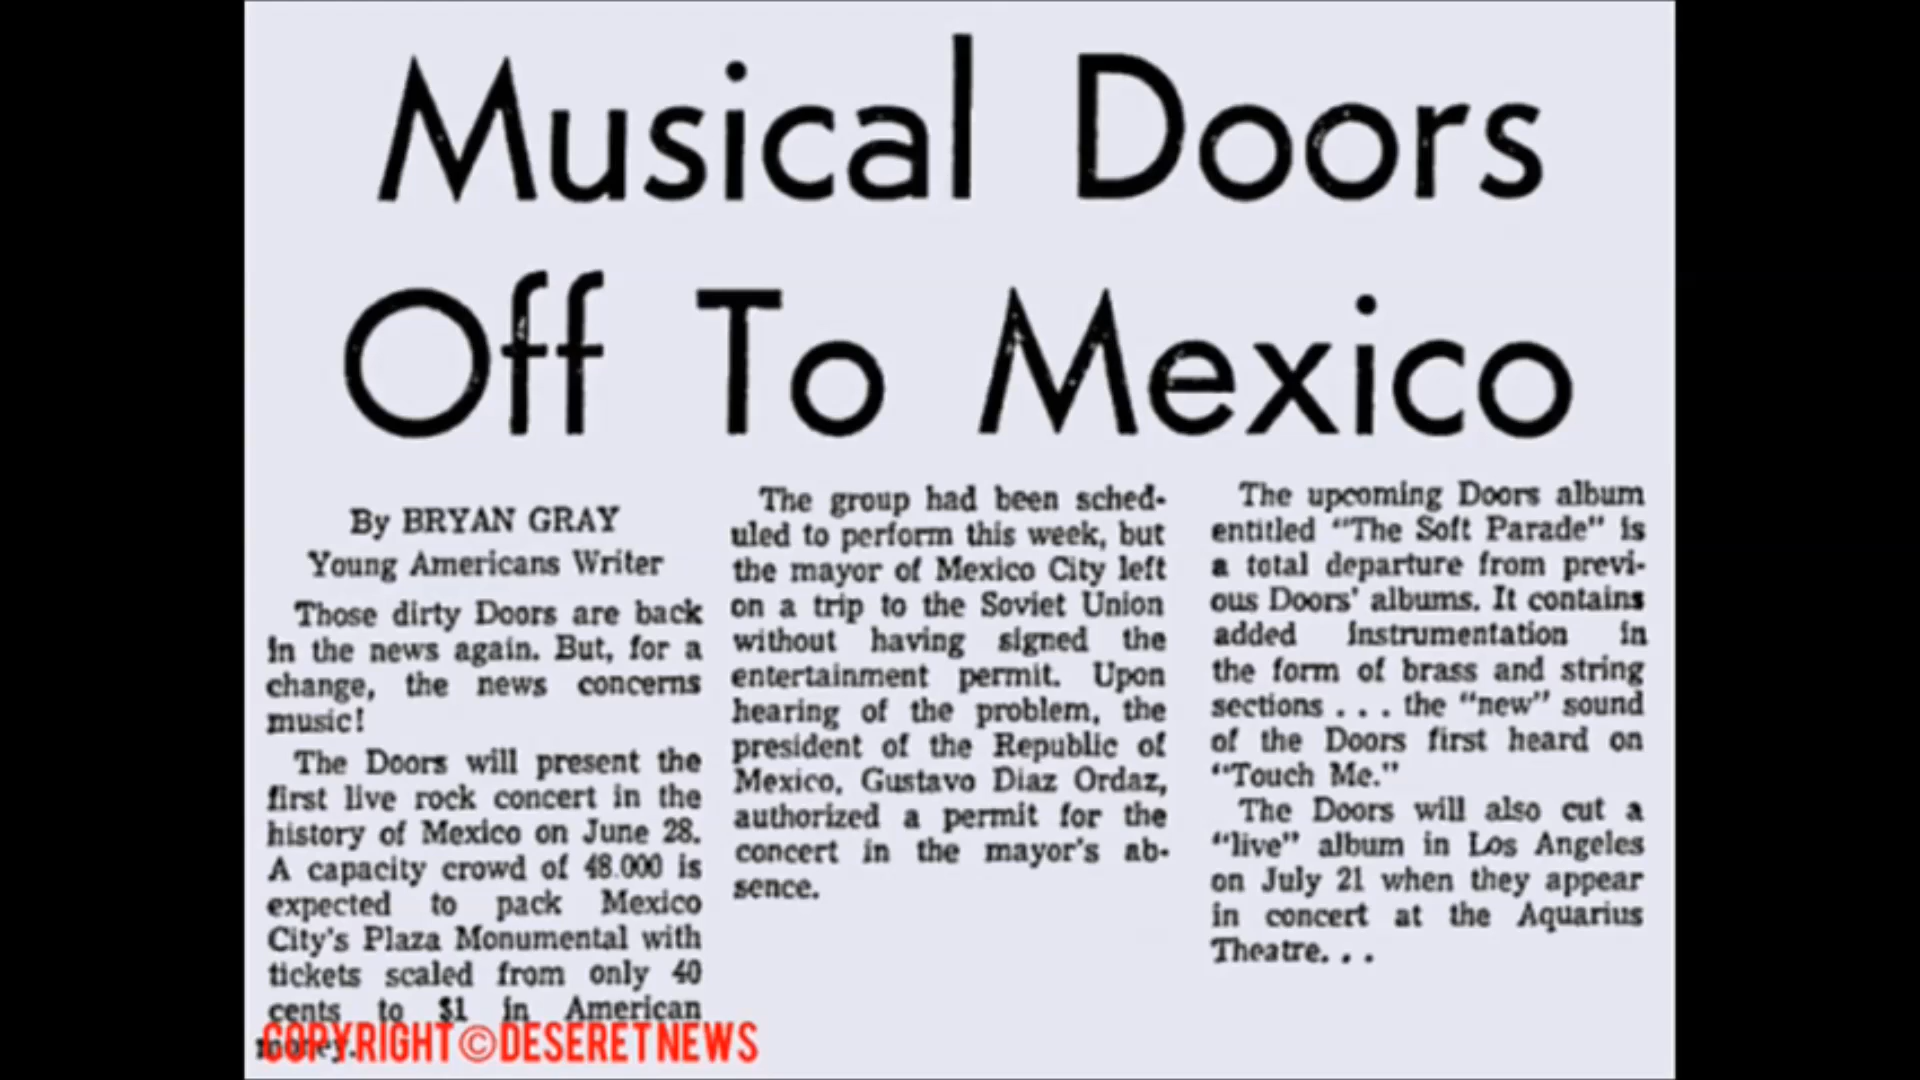 Musical Doors
Off To Mexico
By BRYAN GRAY
Young Americans Writer
Those dirty Doors are back
in the news again. But, for a
change, the news concerns
music!
The Doors will present the
first live rock concert in the
history of Mexico on June 28.
A capacity crowd of 48.000 is
expected to pack Mexico
City's Plaza Monumental with
tickets scaled from only 40
cents to $1 in American
money.
The group had been sched-
uled to perform this week, but
the mayor of Mexico City left
on a trip to the Soviet Union
without having signed the
entertainment permit. Upon
hearing of the problem, the
president of the Republic of
Mexico, Gustavo Diaz Ordaz,
authorized a permit for the
concert in the mayor's ab-
sence.
The upcoming Doors album
entitled "The Soft Parade" is
a total departure from previ-
ous Doors' albums. It contains
added instrumentation in
the form of brass and string
sections . . . the "new" sound
of the Doors first heard on
"Touch Me."
The Doors will also cut a
"live" album in Los Angeles
on July 21 when they appear
in concert at the Aquarius
Theatre. . .
COPYRIGHT © DESERET NEWS